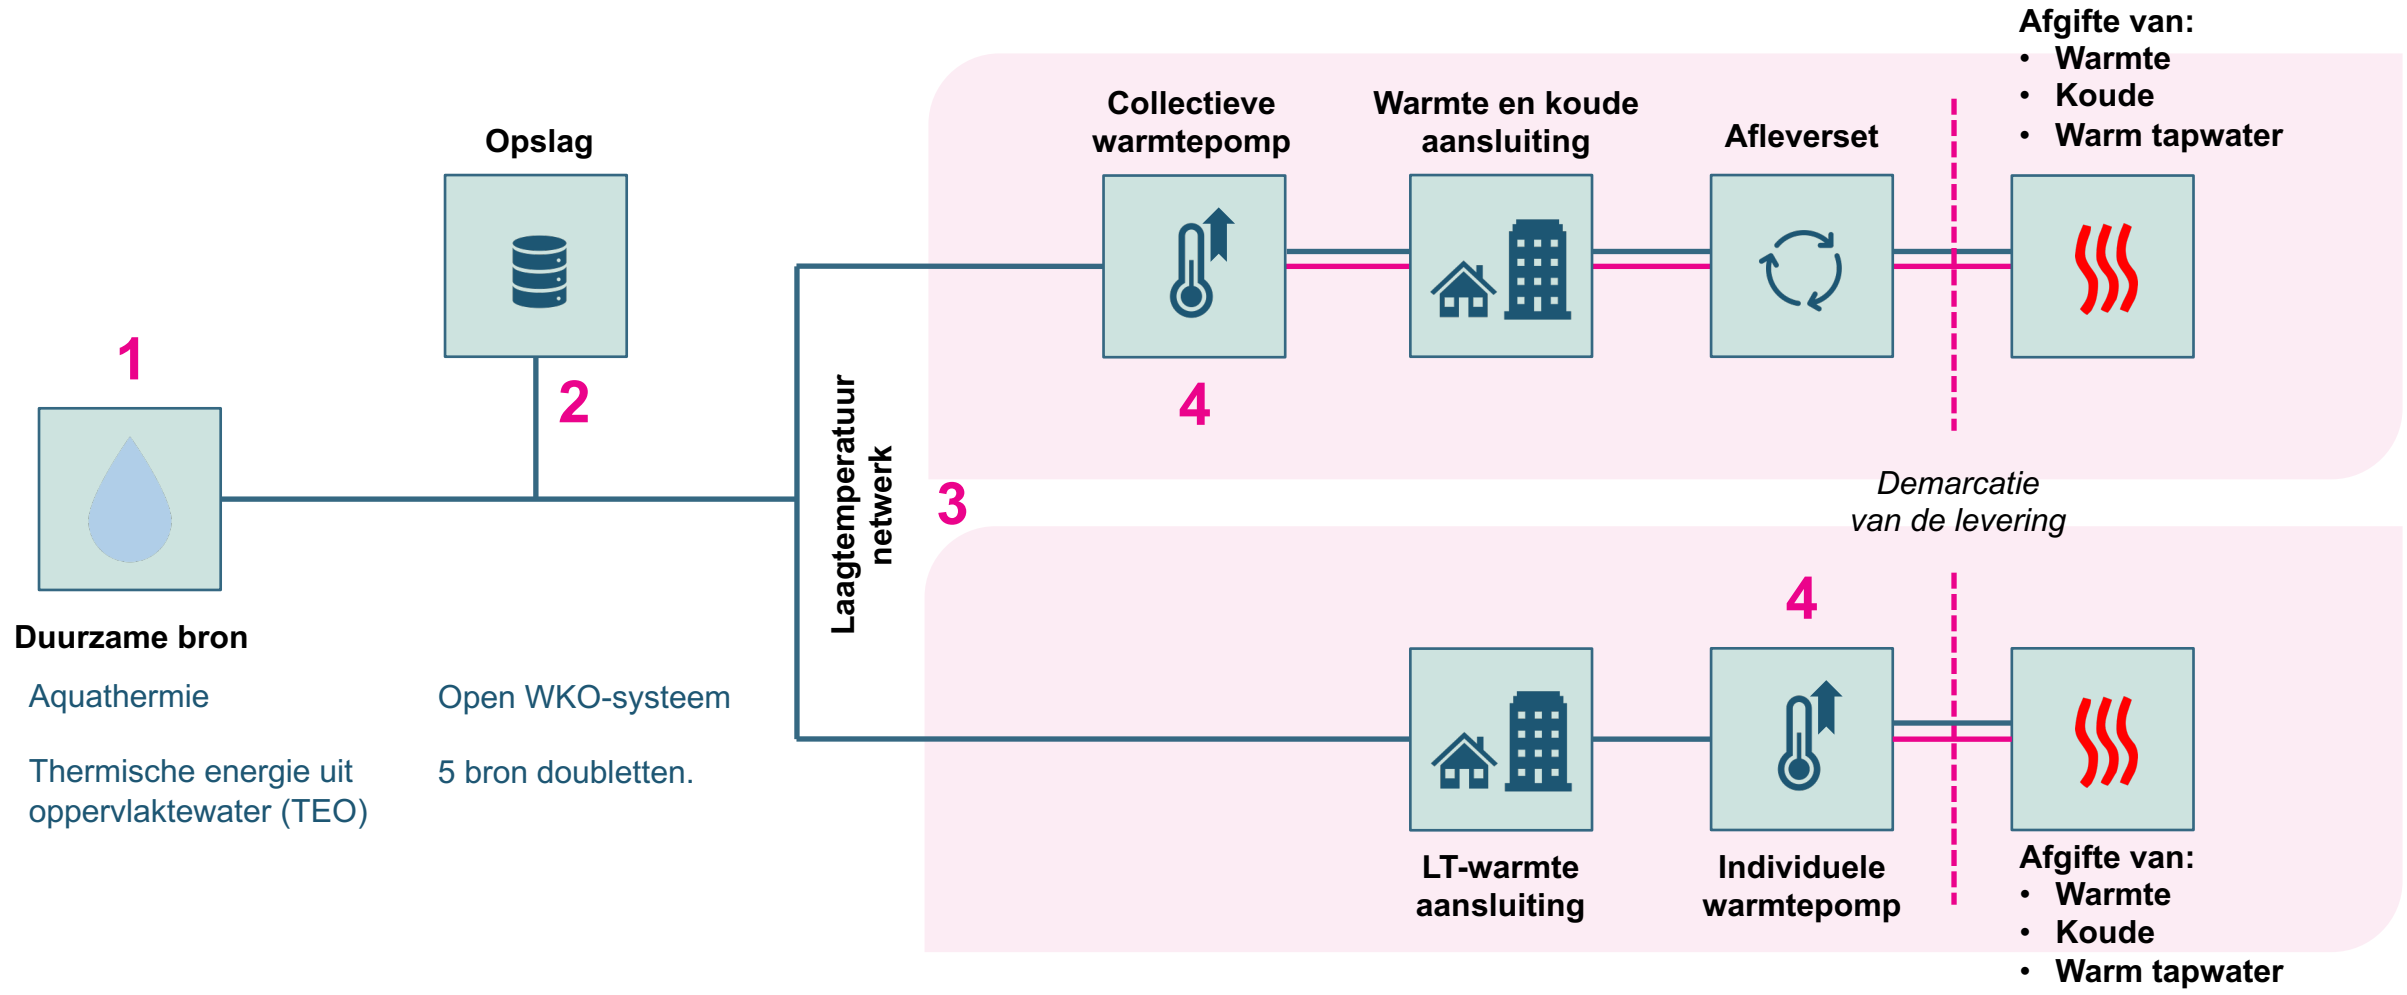 Afgifte van:
• Warmte
• Koude
• Warm tapwater
Collectieve
warmtepomp
Warmte en koude
aansluiting
Afleverset
Opslag
1
2
4
Laagtemperatuur
netwerk
3
Demarcatie
van de levering
4
Duurzame bron
Aquathermie
Thermische energie uit
oppervlaktewater (TEO)
Open WKO-systeem
5 bron doubletten.
LT-warmte
aansluiting
Individuele
warmtepomp
Afgifte van:
• Warmte
• Koude
• Warm tapwater